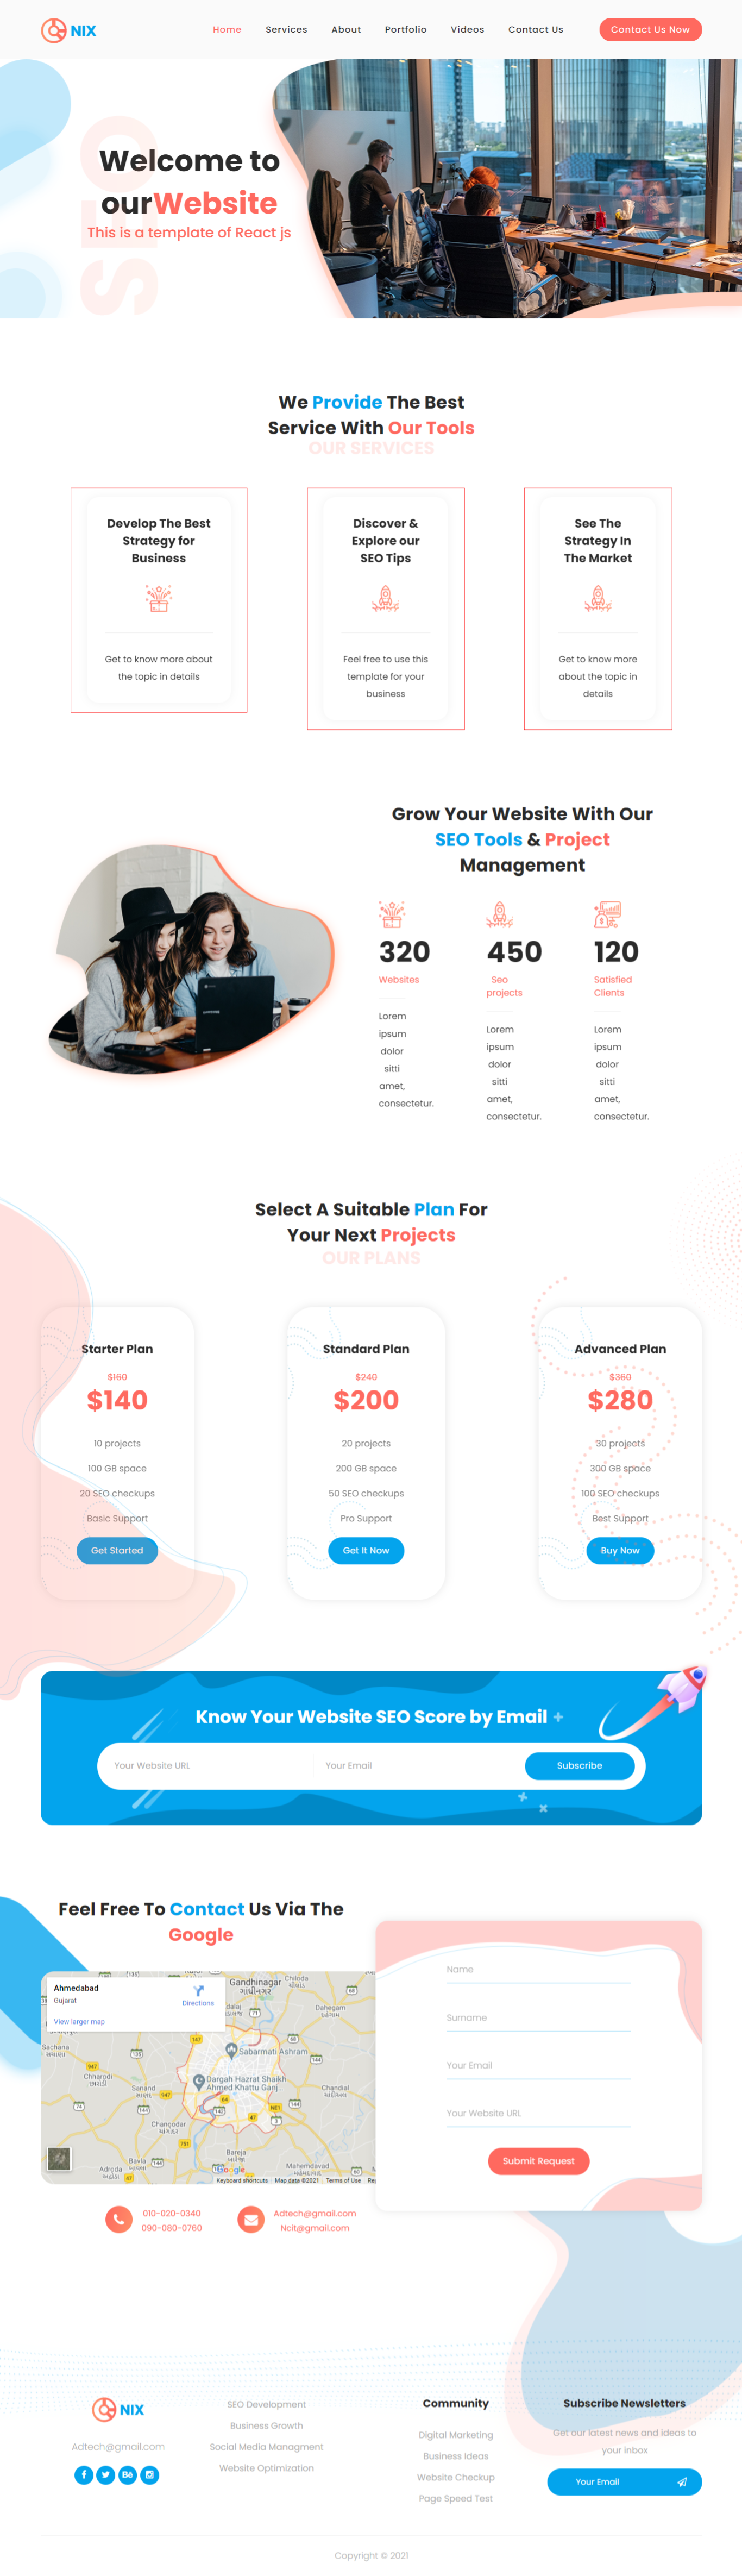 NIX
Home Services About Portfolio Videos Contact Us Contact Us Now
SEO
Welcome to
ourWebsite
This is a template of React js
We Provide The Best
Service With Our Tools
OUR SERVICES
Develop The Best
Strategy for
Business
Get to know more about
the topic in details
Discover &
Explore our
SEO Tips
Feel free to use this
template for your
business
See The
Strategy In
The Market
Get to know more
about the topic in
details
Grow Your Website With Our
SEO Tools & Project
Management
320
Websites
Lorem
ipsum
dolor
sitti
amet,
consectetur.
450
Seo
projects
Lorem
ipsum
dolor
sitti
amet,
consectetur.
120
Satisfied
Clients
Lorem
ipsum
dolor
sitti
amet,
consectetur.
Select A Suitable Plan For
Your Next Projects
OUR PLANS
Starter Plan
$160
$140
10 projects
100 GB space
20 SEO checkups
Basic Support
Get Started
Standard Plan
$240
$200
20 projects
200 GB space
50 SEO checkups
Pro Support
Get It Now
Advanced Plan
$360
$280
30 projects
300 GB space
100 SEO checkups
Best Support
Buy Now
Know Your Website SEO Score by Email
Your Website URL Your Email Subscribe
Feel Free To Contact Us Via The
Google
Ahmedabad
Gujarat
Directions
View larger map
Gandhinagar
ગાંધીનગર
Chiloda
Dahegam
Sachana
Sabarmati Ashram
Chharodi
Dargah Hazrat Shaikh
Ahmed Khattu Ganj...
Sanand
Chandial
Changodar
Bareja
Bavla
Adroda
Mahemdavad
Google
Keyboard shortcuts Map data ©2021 Terms of Use
010-020-0340
090-080-0760
Adtech@gmail.com
Ncit@gmail.com
Name
Surname
Your Email
Your Website URL
Submit Request
NIX
Adtech@gmail.com
SEO Development
Business Growth
Social Media Managment
Website Optimization
Community
Digital Marketing
Business Ideas
Website Checkup
Page Speed Test
Subscribe Newsletters
Get our latest news and ideas to
your inbox
Your Email
Copyright © 2021